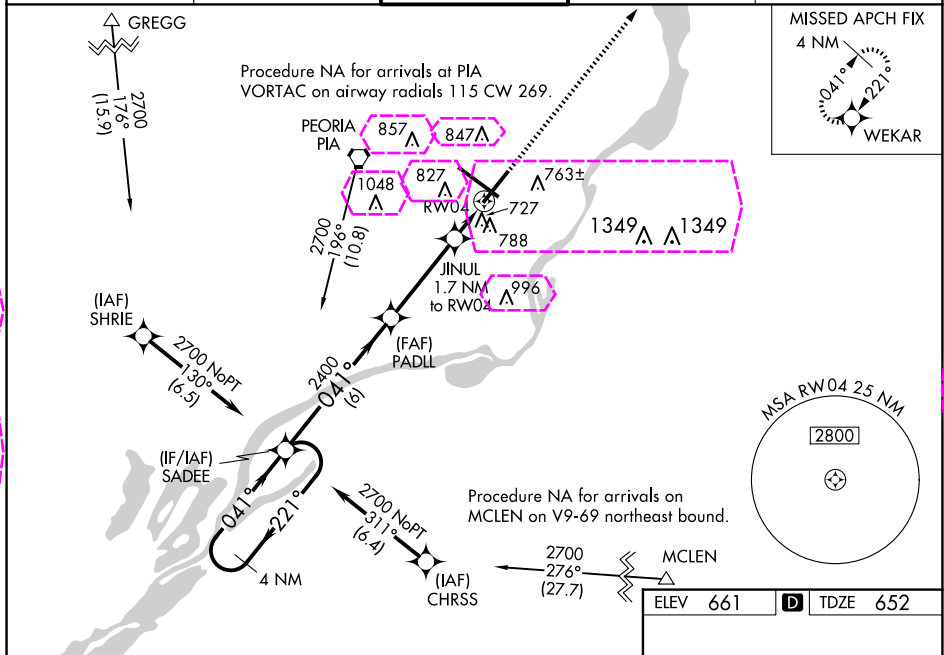 GREGG
2700
176°
(15.9)
Procedure NA for arrivals at PIA
VORTAC on airway radials 115 CW 269.
MISSED APCH FIX
4 NM
041°
221°
WEKAR
PEORIA
PIA
857
847
1048
827
763±
RW04
727
788
1349
1349
2700
196°
(10.8)
JINUL
1.7 NM
to RW04
996
(IAF)
SHRIE
2700 NoPT
130°
(6.5)
(FAF)
PADLL
2400
041°
(6)
MSA RW04 25 NM
2800
(IF/IAF)
SADEE
041°
221°
4 NM
2700 NoPT
311°
(6.4)
(IAF)
CHRSS
Procedure NA for arrivals on
MCLEN on V9-69 northeast bound.
2700
276°
(27.7)
MCLEN
ELEV 661 D TDZE 652